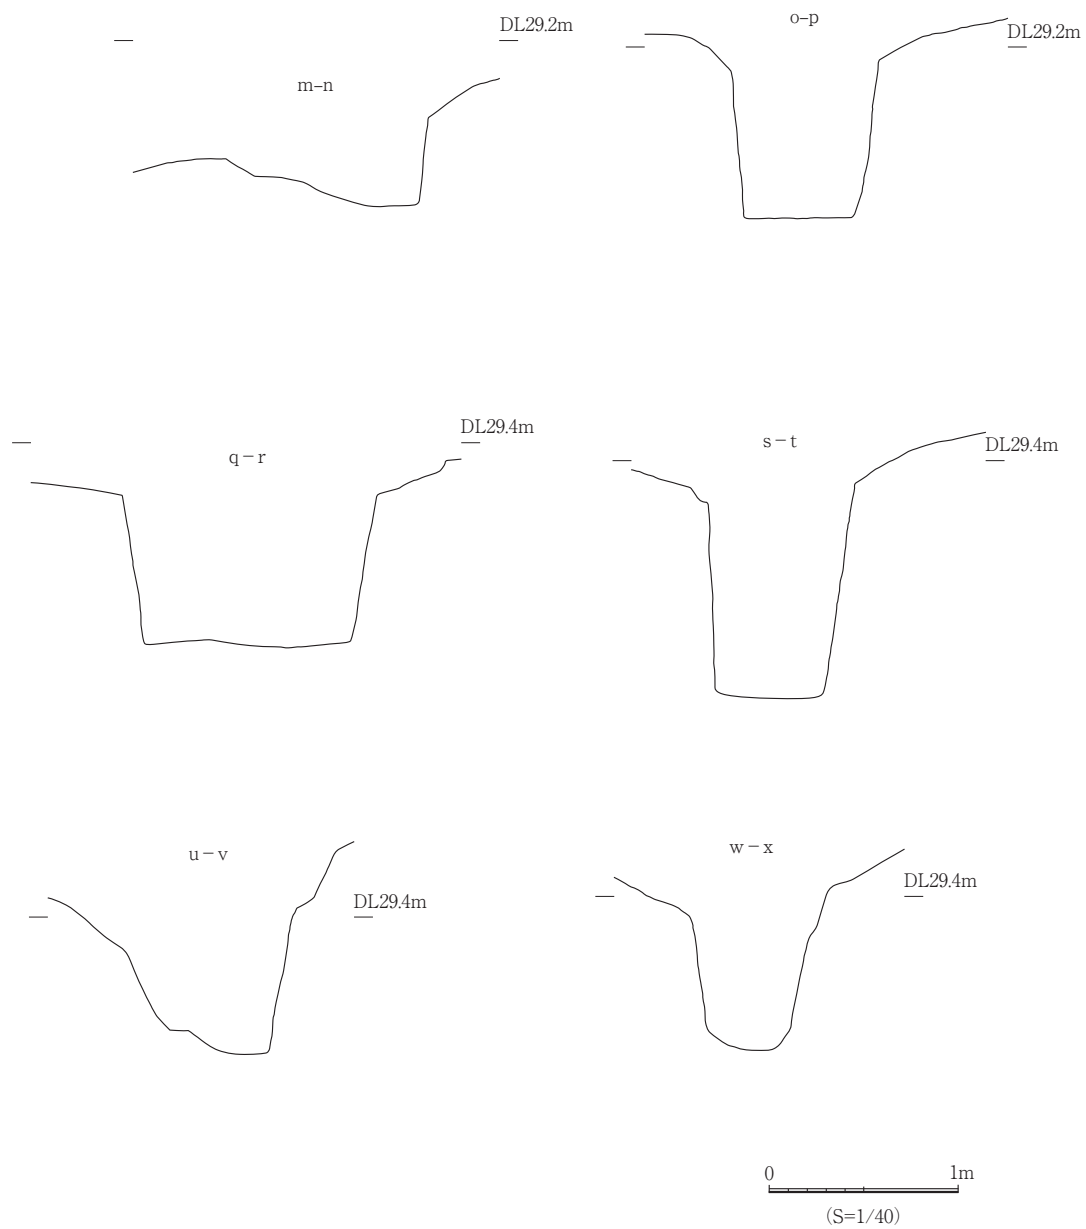 DL29.2m
m–n
o–p
DL29.2m
DL29.4m
q－r
s－t
DL29.4m
u－v
DL29.4m
w－x
DL29.4m
0 1m
(S=1/40)